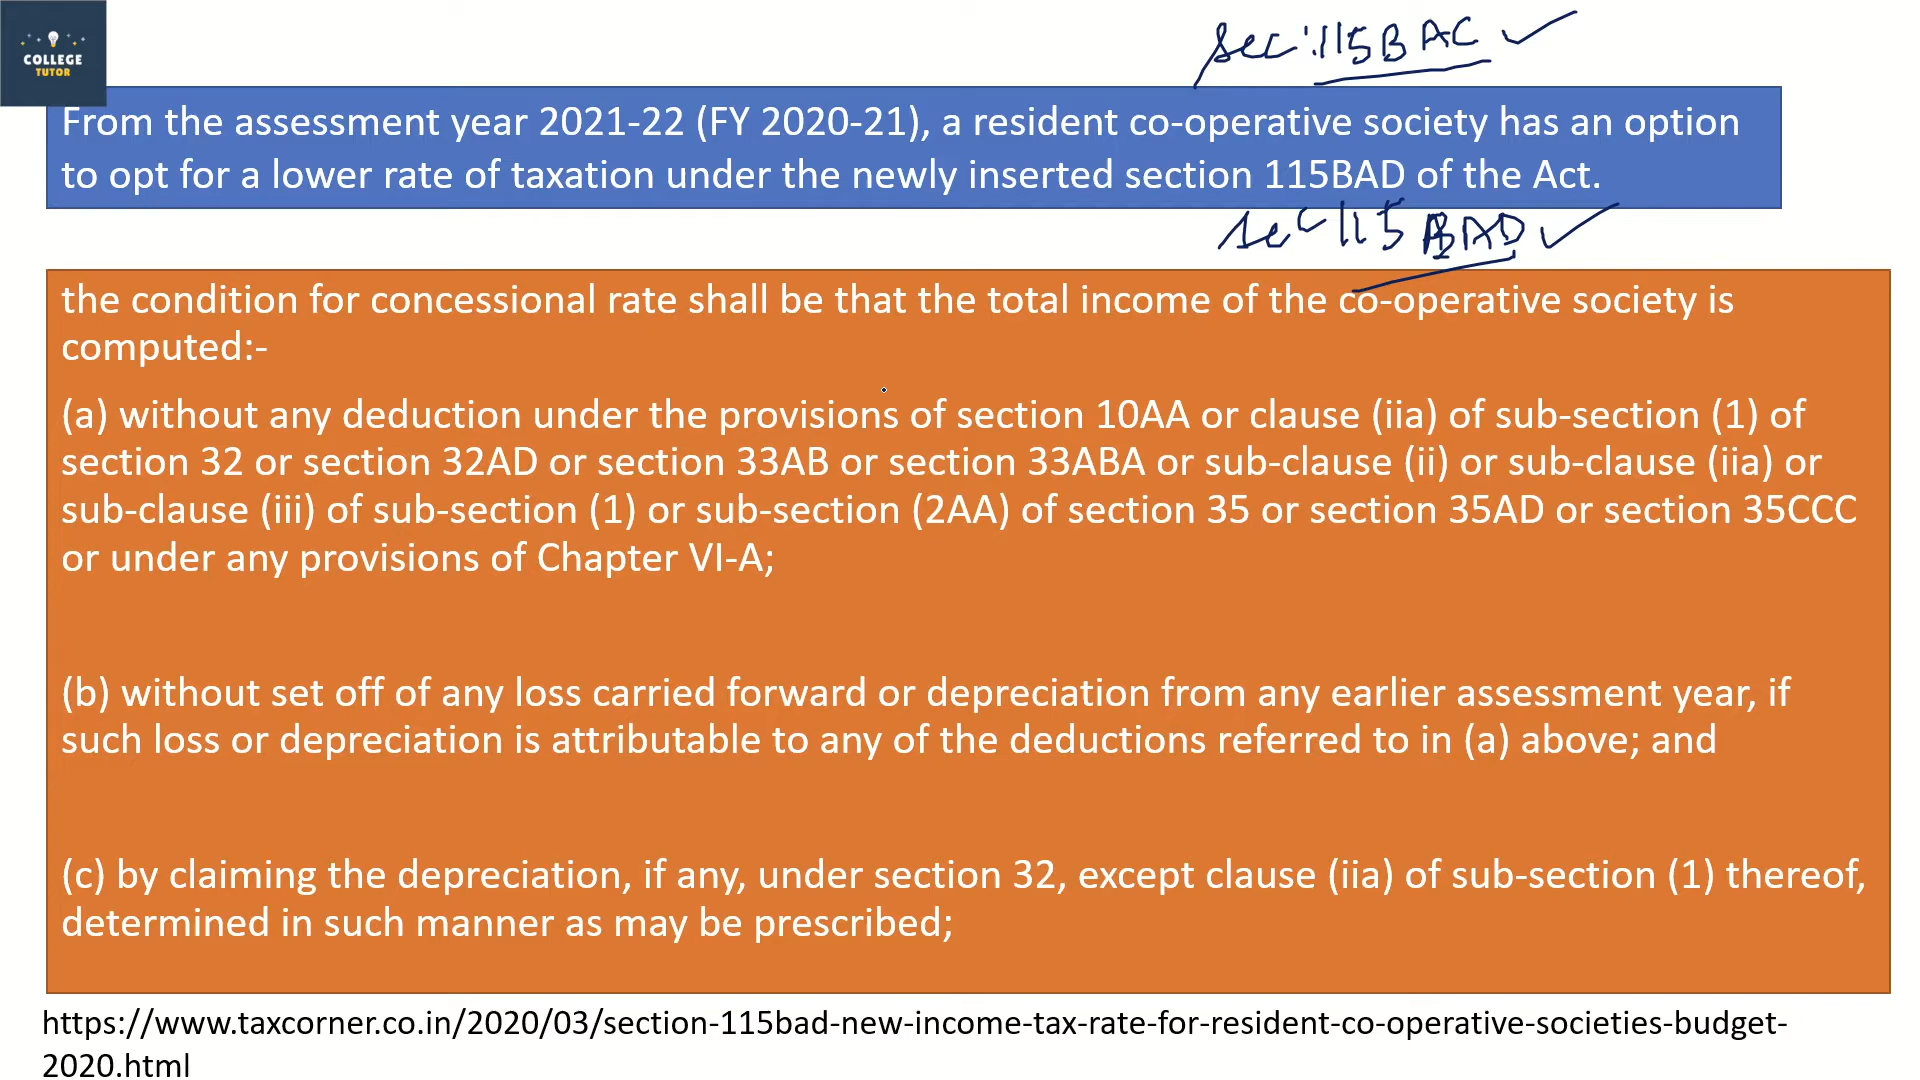 COLLEGE
TUTOR
Sec: 115BAC
From the assessment year 2021-22 (FY 2020-21), a resident co-operative society has an option
to opt for a lower rate of taxation under the newly inserted section 115BAD of the Act.
Sec 115 BAD
the condition for concessional rate shall be that the total income of the co-operative society is
computed:-
(a) without any deduction under the provisions of section 10AA or clause (iia) of sub-section (1) of
section 32 or section 32AD or section 33AB or section 33ABA or sub-clause (ii) or sub-clause (iia) or
sub-clause (iii) of sub-section (1) or sub-section (2AA) of section 35 or section 35AD or section 35CCC
or under any provisions of Chapter VI-A;
(b) without set off of any loss carried forward or depreciation from any earlier assessment year, if
such loss or depreciation is attributable to any of the deductions referred to in (a) above; and
(c) by claiming the depreciation, if any, under section 32, except clause (iia) of sub-section (1) thereof,
determined in such manner as may be prescribed;
https://www.taxcorner.co.in/2020/03/section-115bad-new-income-tax-rate-for-resident-co-operative-societies-budget-
2020.html